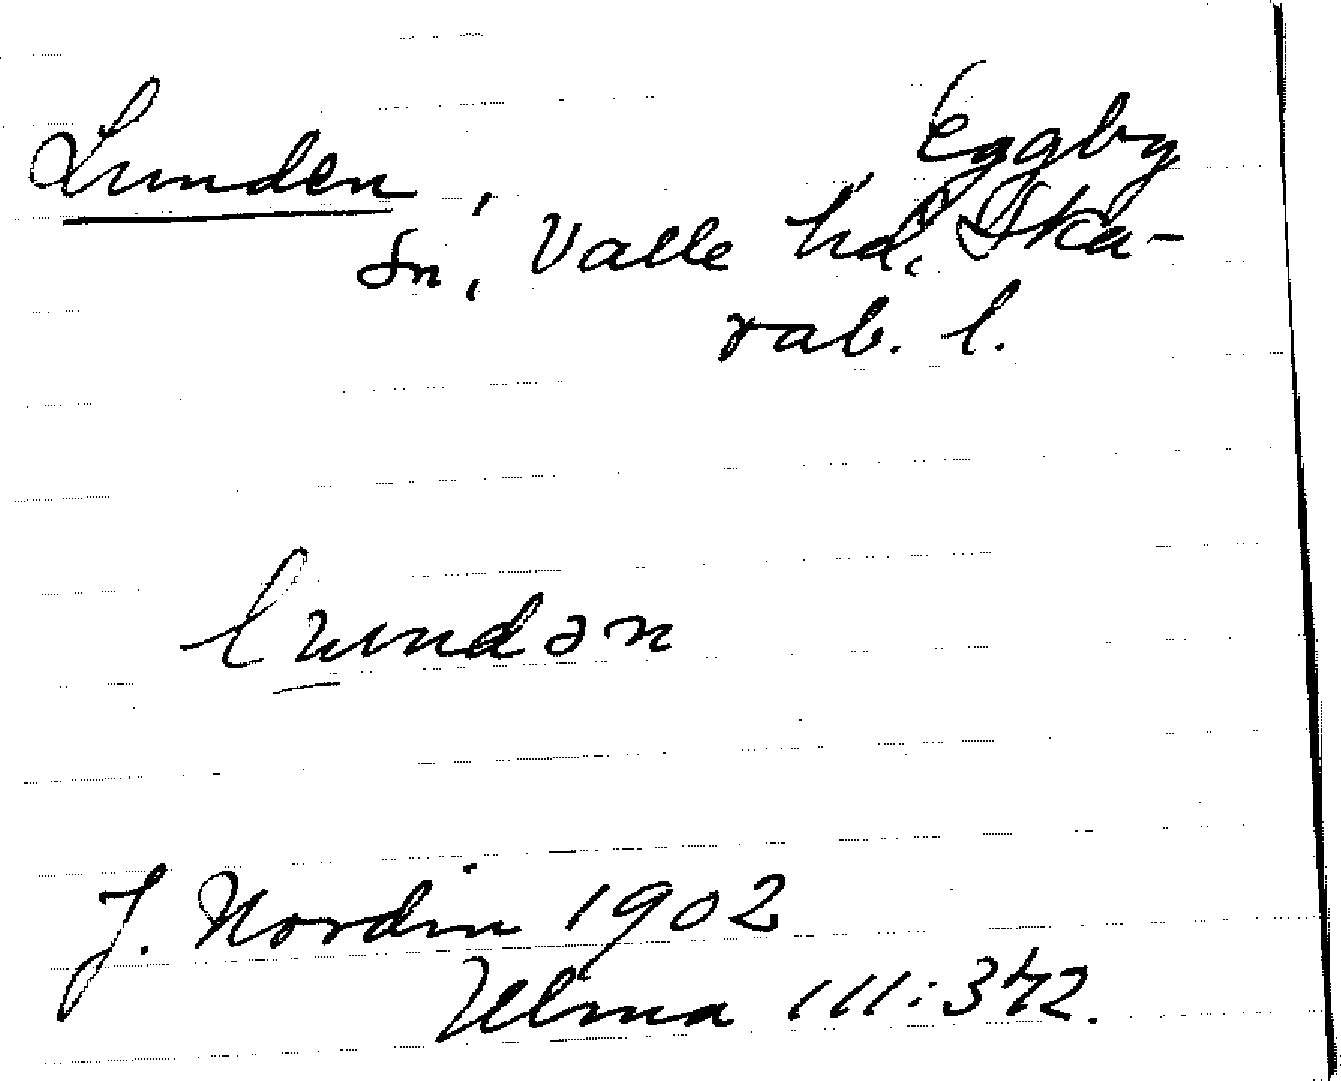 Lunden, Eggby
sn, Valle hd, Ska-
rab. l.
lundən
J. Nordin 1902
Ulma 111:342.